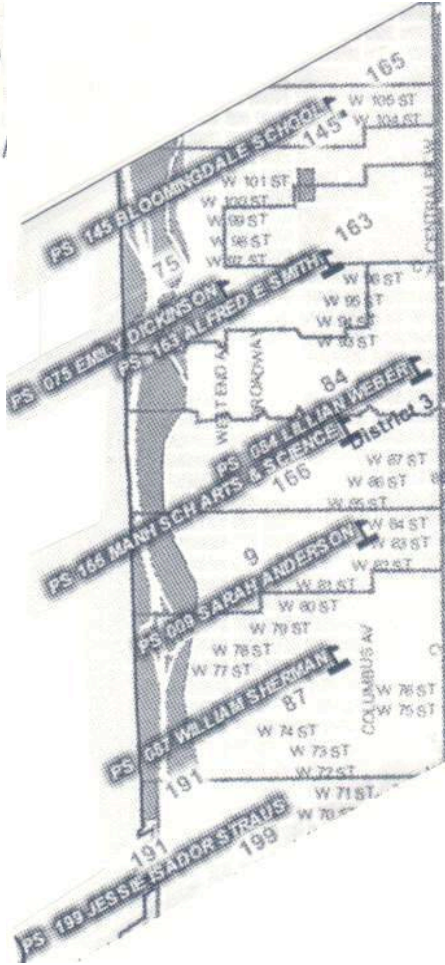 165
W 105 ST
W 104 ST
PS 145 BLOOMINGDALE SCHOOL
145
W 101 ST
W 100 ST
W 99 ST
W 98 ST
W 97 ST
CENTRAL PK W
163
75
PS 163 ALFRED E SMITH
PS 075 EMILY DICKINSON
W 96 ST
W 95 ST
W 94 ST
W 93 ST
WEST END AV
BROADWAY
84
PS 084 LILLIAN WEBER
District 3
PS 166 MANN SCH ARTS & SCIENCE
166
W 87 ST
W 86 ST
W 85 ST
W 84 ST
W 83 ST
W 82 ST
9
PS 009 SARAH ANDERSON
W 81 ST
W 80 ST
W 79 ST
W 78 ST
W 77 ST
COLUMBUS AV
PS 087 WILLIAM SHERMAN
87
W 76 ST
W 75 ST
W 74 ST
W 73 ST
W 72 ST
W 71 ST
W 70 ST
191
191
PS 199 JESSIE ISADOR STRAUS
199